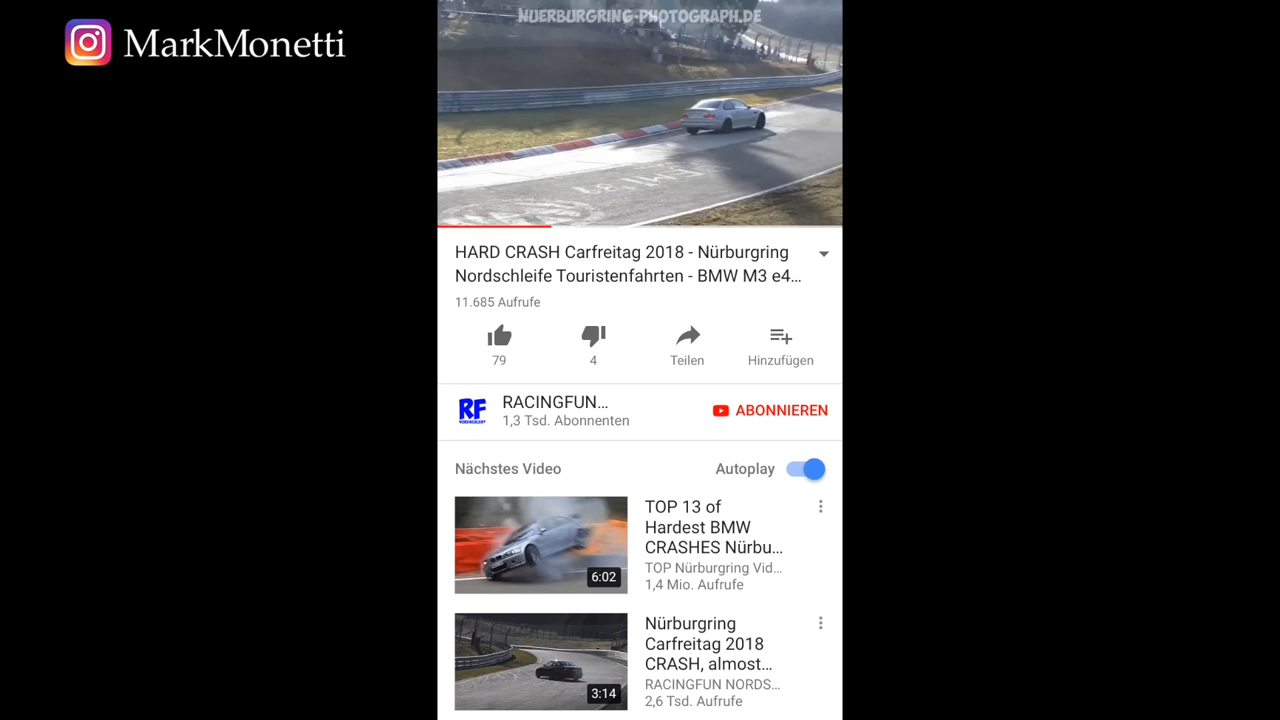 MarkMonetti
NUERBURGRING-PHOTOGRAPH.DE
HARD CRASH Carfreitag 2018 - Nürburgring
Nordschleife Touristenfahrten - BMW M3 e4...
11.685 Aufrufe
79
4
Teilen
Hinzufügen
RF
RACINGFUN...
1,3 Tsd. Abonnenten
ABONNIEREN
Nächstes Video
Autoplay
6:02
TOP 13 of
Hardest BMW
CRASHES Nürbu...
TOP Nürburgring Vid...
1,4 Mio. Aufrufe
3:14
Nürburgring
Carfreitag 2018
CRASH, almost...
RACINGFUN NORDS...
2,6 Tsd. Aufrufe